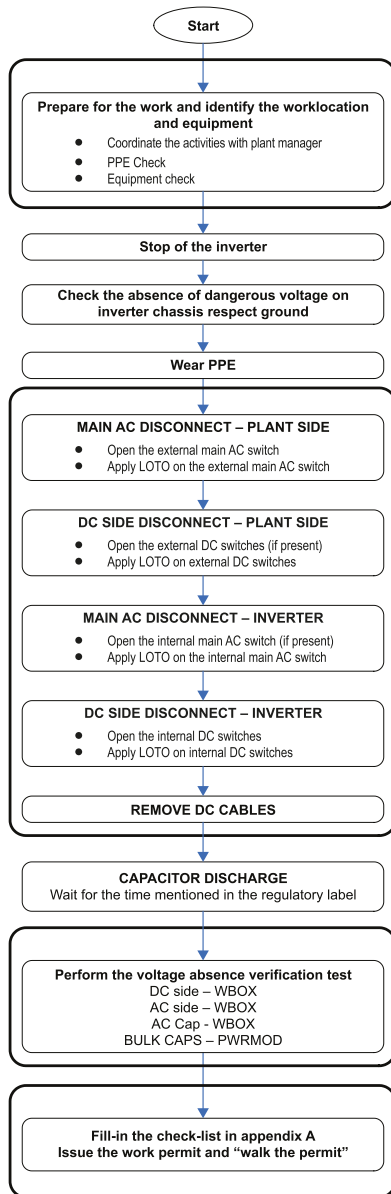 Start
Prepare for the work and identify the worklocation
and equipment
● Coordinate the activities with plant manager
● PPE Check
● Equipment check
Stop of the inverter
Check the absence of dangerous voltage on
inverter chassis respect ground
Wear PPE
MAIN AC DISCONNECT – PLANT SIDE
● Open the external main AC switch
● Apply LOTO on the external main AC switch
DC SIDE DISCONNECT – PLANT SIDE
● Open the external DC switches (if present)
● Apply LOTO on external DC switches
MAIN AC DISCONNECT – INVERTER
● Open the internal main AC switch (if present)
● Apply LOTO on the internal main AC switch
DC SIDE DISCONNECT – INVERTER
● Open the internal DC switches
● Apply LOTO on internal DC switches
REMOVE DC CABLES
CAPACITOR DISCHARGE
Wait for the time mentioned in the regulatory label
Perform the voltage absence verification test
DC side – WBOX
AC side – WBOX
AC Cap - WBOX
BULK CAPS – PWRMOD
Fill-in the check-list in appendix A
Issue the work permit and “walk the permit”